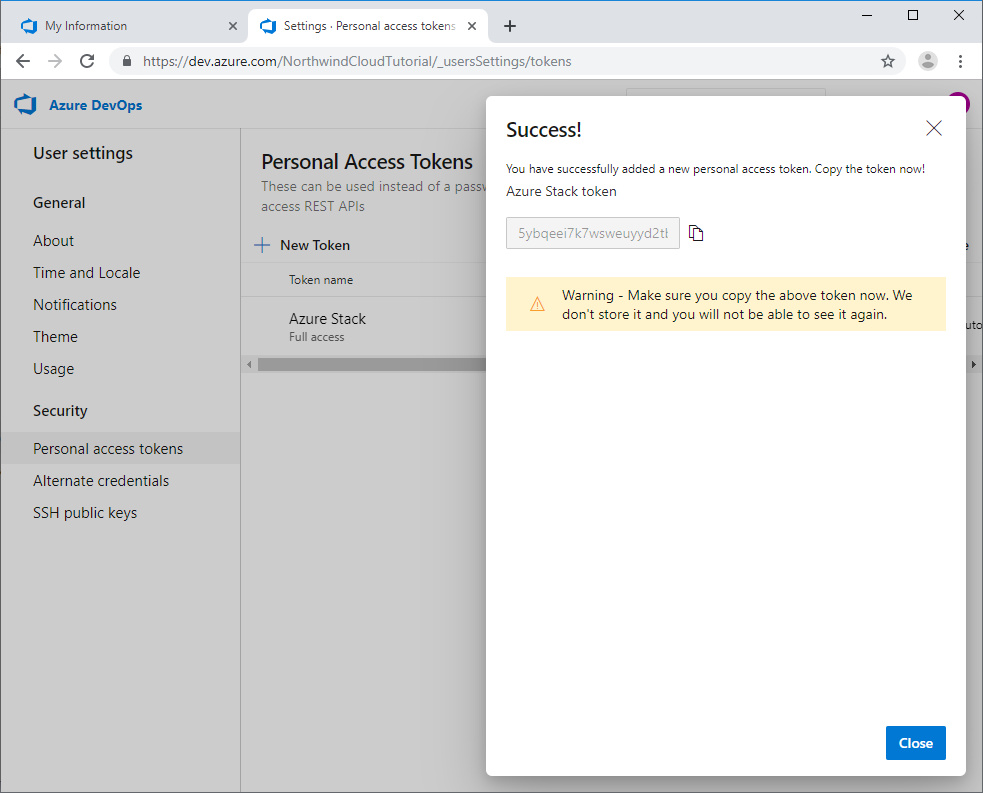 My Information
Settings · Personal access tokens
https://dev.azure.com/NorthwindCloudTutorial/_usersSettings/tokens
Azure DevOps
User settings
General
About
Time and Locale
Notifications
Theme
Usage
Security
Personal access tokens
Alternate credentials
SSH public keys
Personal Access Tokens
These can be used instead of a passw
access REST APIs
New Token
Token name
Azure Stack
Full access
Success!
You have successfully added a new personal access token. Copy the token now!
Azure Stack token
5ybqeei7k7wsweuyyd2tl
Warning - Make sure you copy the above token now. We
don't store it and you will not be able to see it again.
Close